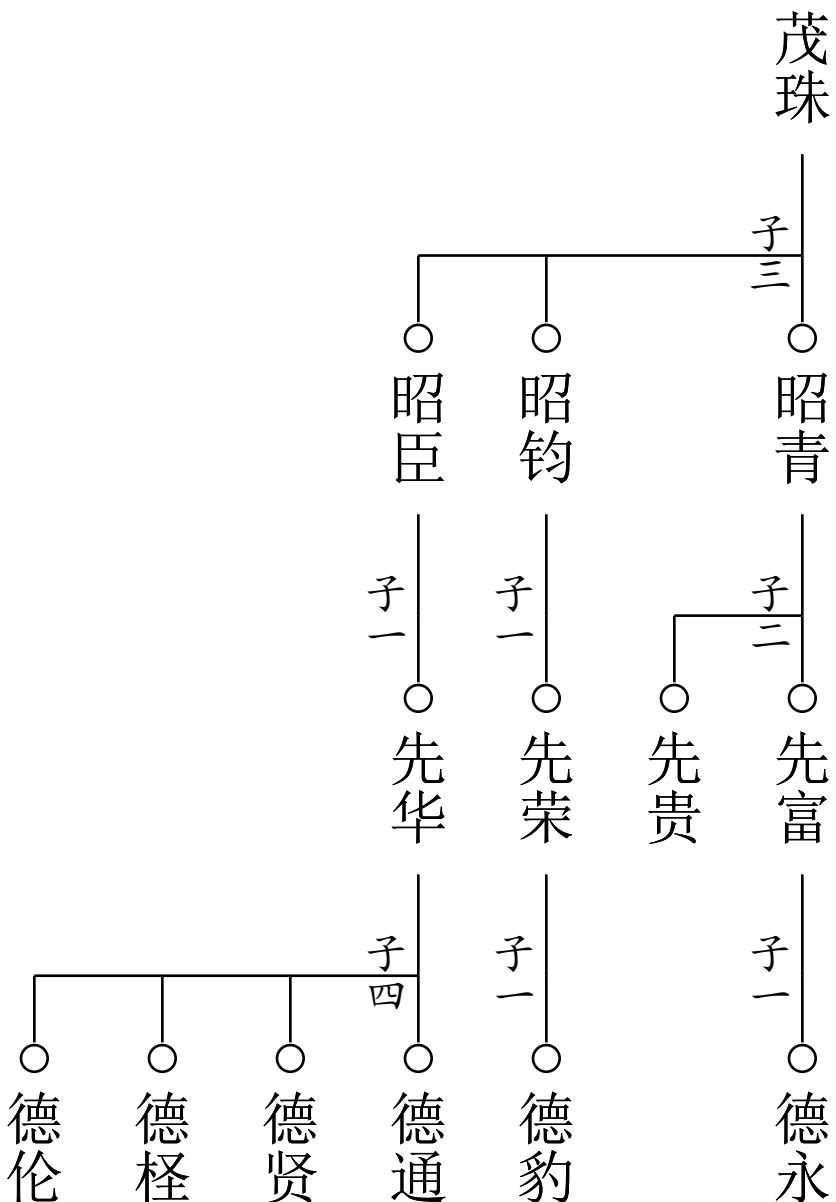 茂珠
子三
昭青
昭钧
昭臣
子二
子一
子一
先富
先贵
先荣
先华
子一
子一
子四
德永
德豹
德通
德贤
德柽
德伦